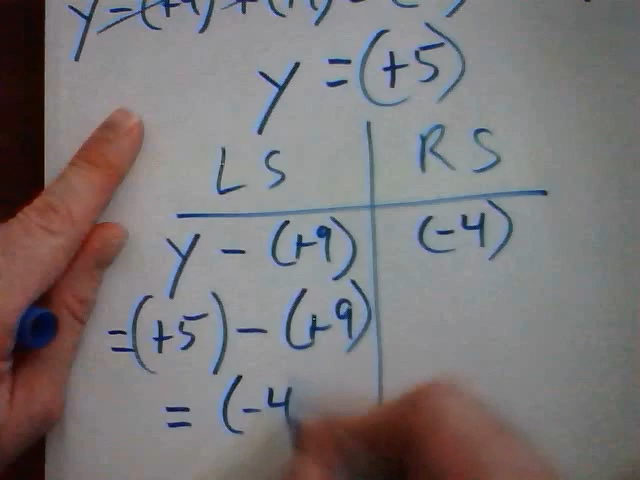 y = (+5)
LS RS
y - (+9) (-4)
=(+5) - (+9)
= (-4